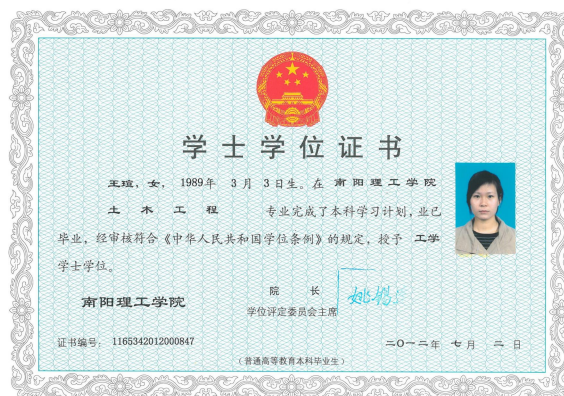 学士学位证书
王瑄，女， 1989年 3 月 3 日生。在 南阳理工学院
土木工程 专业完成了本科学习计划，业已
毕业，经审核符合《中华人民共和国学位条例》的规定，授予 工学
学士学位。
南阳理工学院
院 长
学位评定委员会主席
证书编号： 1165342012000847
二〇一二年 七 月 二 日
（普通高等教育本科毕业生）